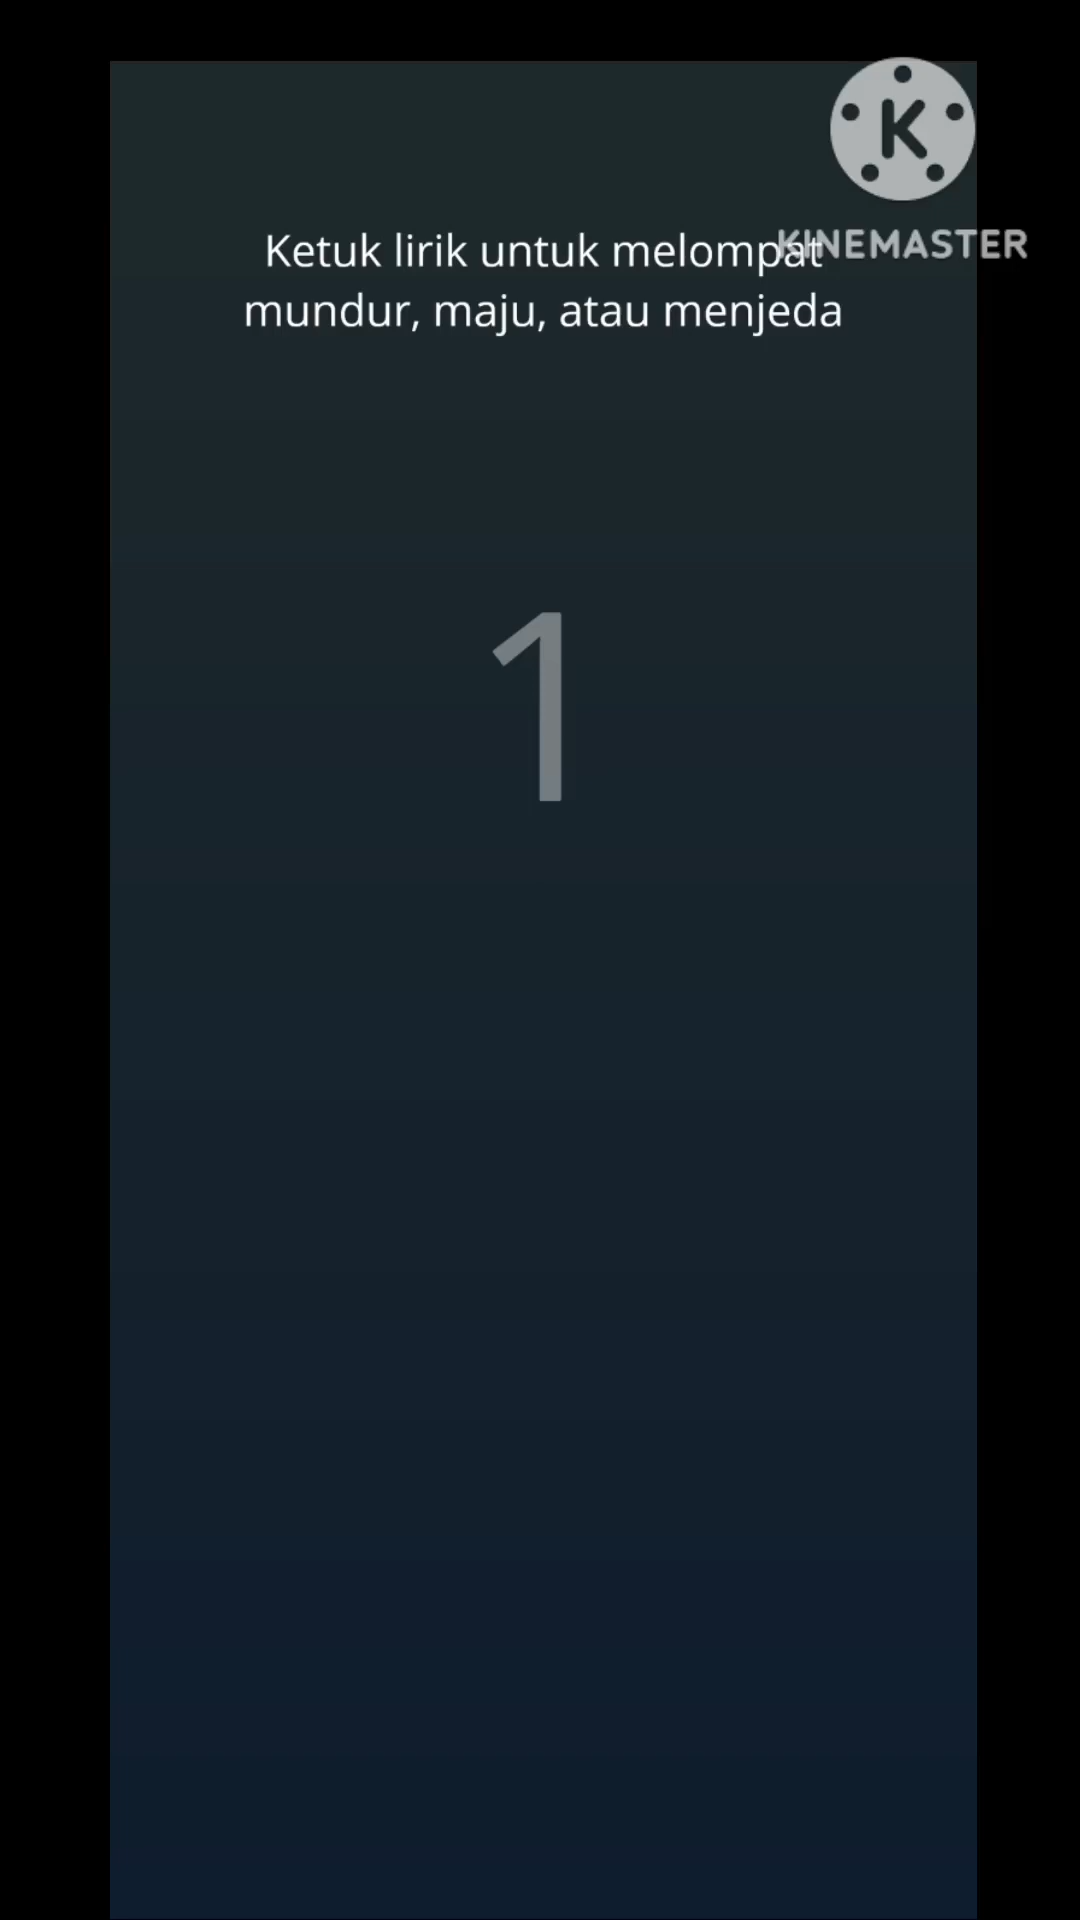 K
KINEMASTER
Ketuk lirik untuk melompat
mundur, maju, atau menjeda
1